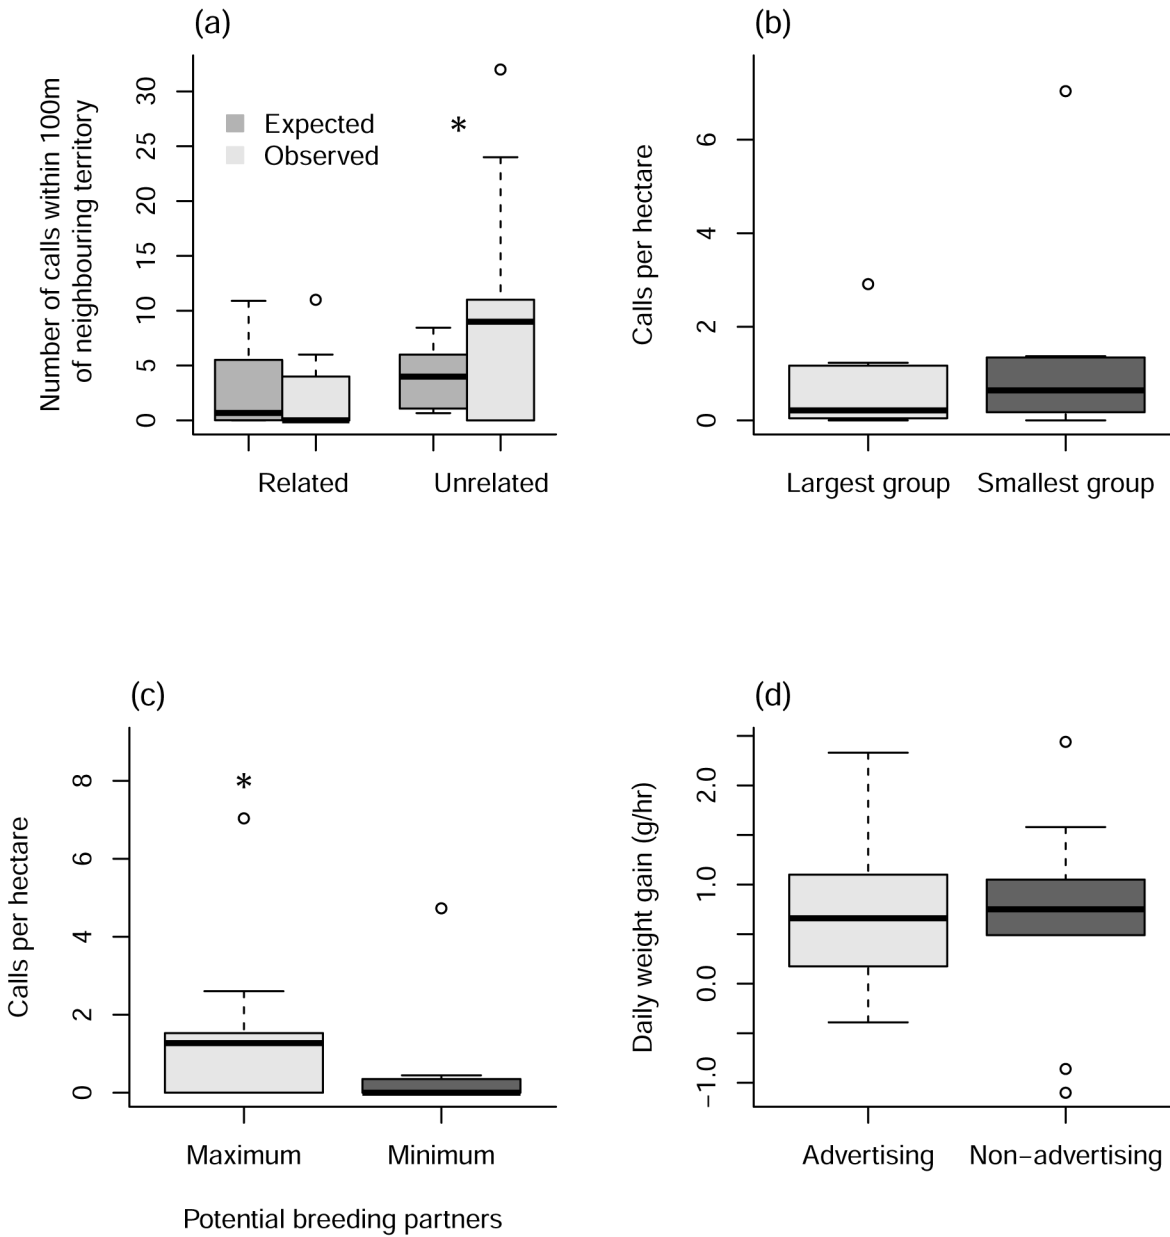 (a)
Number of calls within 100m
of neighbouring territory
30
25
20
15
10
5
0
Expected
Observed
*
Related
Unrelated
(b)
Calls per hectare
6
4
2
0
Largest group
Smallest group
(c)
Calls per hectare
8
6
4
2
0
*
Maximum
Minimum
Potential breeding partners
(d)
Daily weight gain (g/hr)
2.0
1.0
0.0
−1.0
Advertising
Non−advertising